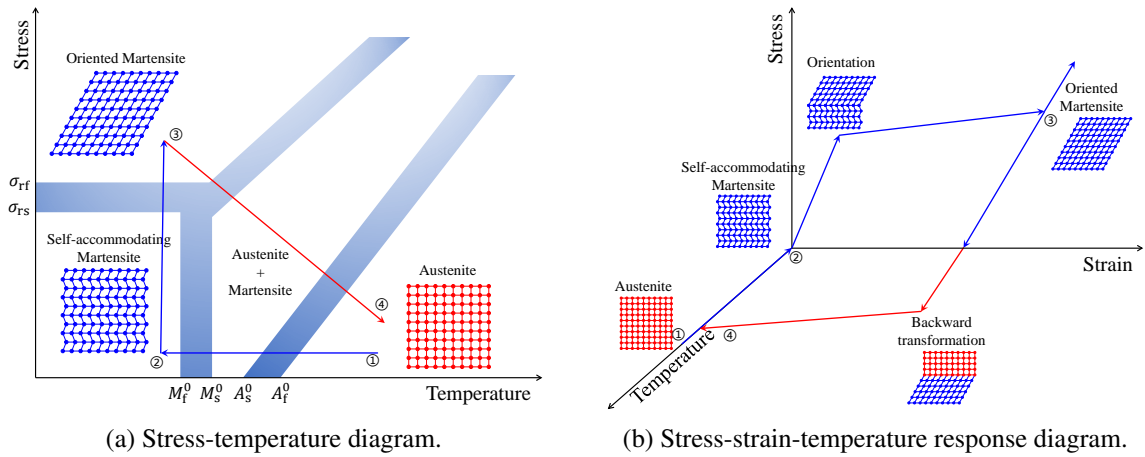 Stress
Oriented Martensite
③
σrf
σrs
Self-accommodating
Martensite
Austenite
+
Martensite
Austenite
④
②
①
M⁰f M⁰s A⁰s A⁰f Temperature
(a) Stress-temperature diagram.
Stress
Orientation
Oriented
Martensite
③
Self-accommodating
Martensite
②
Strain
Austenite
①
④
Temperature
Backward
transformation
(b) Stress-strain-temperature response diagram.